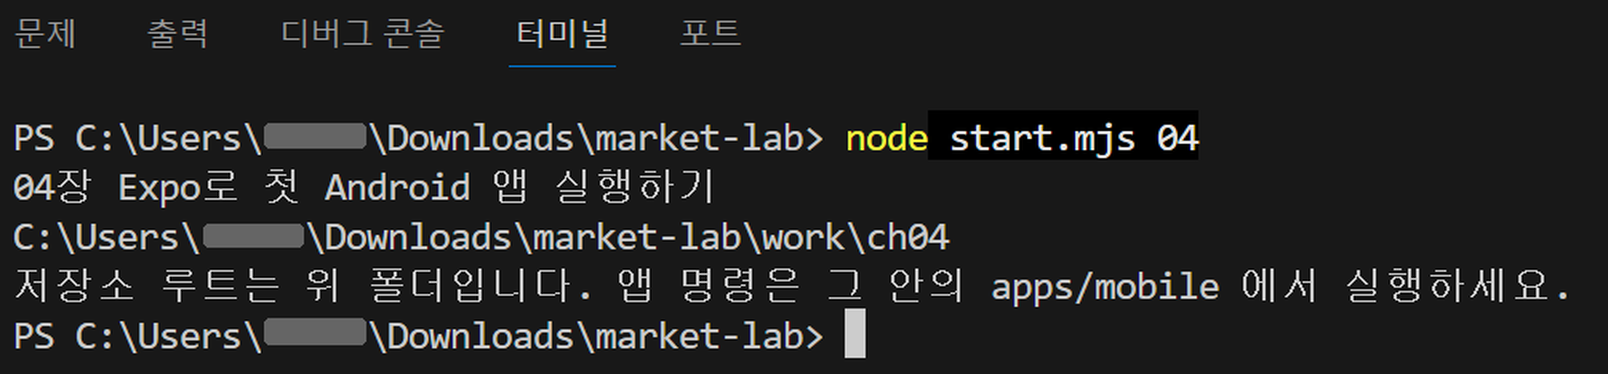 문제 출력 디버그 콘솔 터미널 포트
PS C:\Users\ \Downloads\market-lab> node start.mjs 04
04장 Expo로 첫 Android 앱 실행하기
C:\Users\ \Downloads\market-lab\work\ch04
저장소 루트는 위 폴더입니다. 앱 명령은 그 안의 apps/mobile 에서 실행하세요.
PS C:\Users\ \Downloads\market-lab>